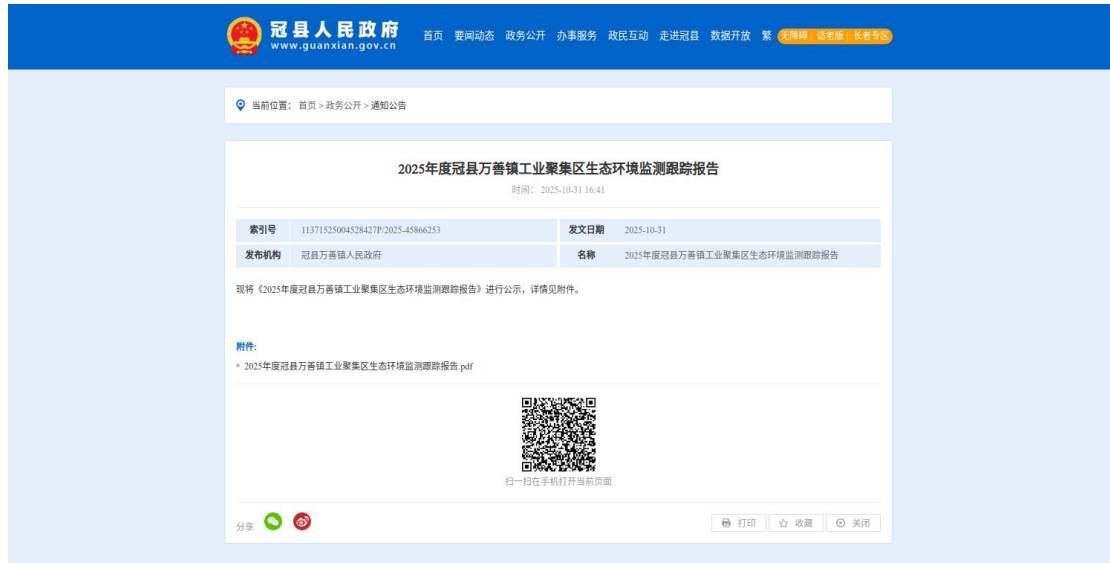 冠县人民政府
www.guanxian.gov.cn
首页 要闻动态 政务公开 办事服务 政民互动 走进冠县 数据开放 繁 无障碍 | 适老版 | 长者专区
当前位置: 首页 > 政务公开 > 通知公告
2025年度冠县万善镇工业聚集区生态环境监测跟踪报告
时间: 2025-10-31 16:41
索引号 11371525004528427P/2025-45866253 发文日期 2025-10-31
发布机构 冠县万善镇人民政府 名称 2025年度冠县万善镇工业聚集区生态环境监测跟踪报告
现将《2025年度冠县万善镇工业聚集区生态环境监测跟踪报告》进行公示，详情见附件。
附件:
2025年度冠县万善镇工业聚集区生态环境监测跟踪报告.pdf
扫一扫在手机打开当前页面
分享 打印 收藏 关闭